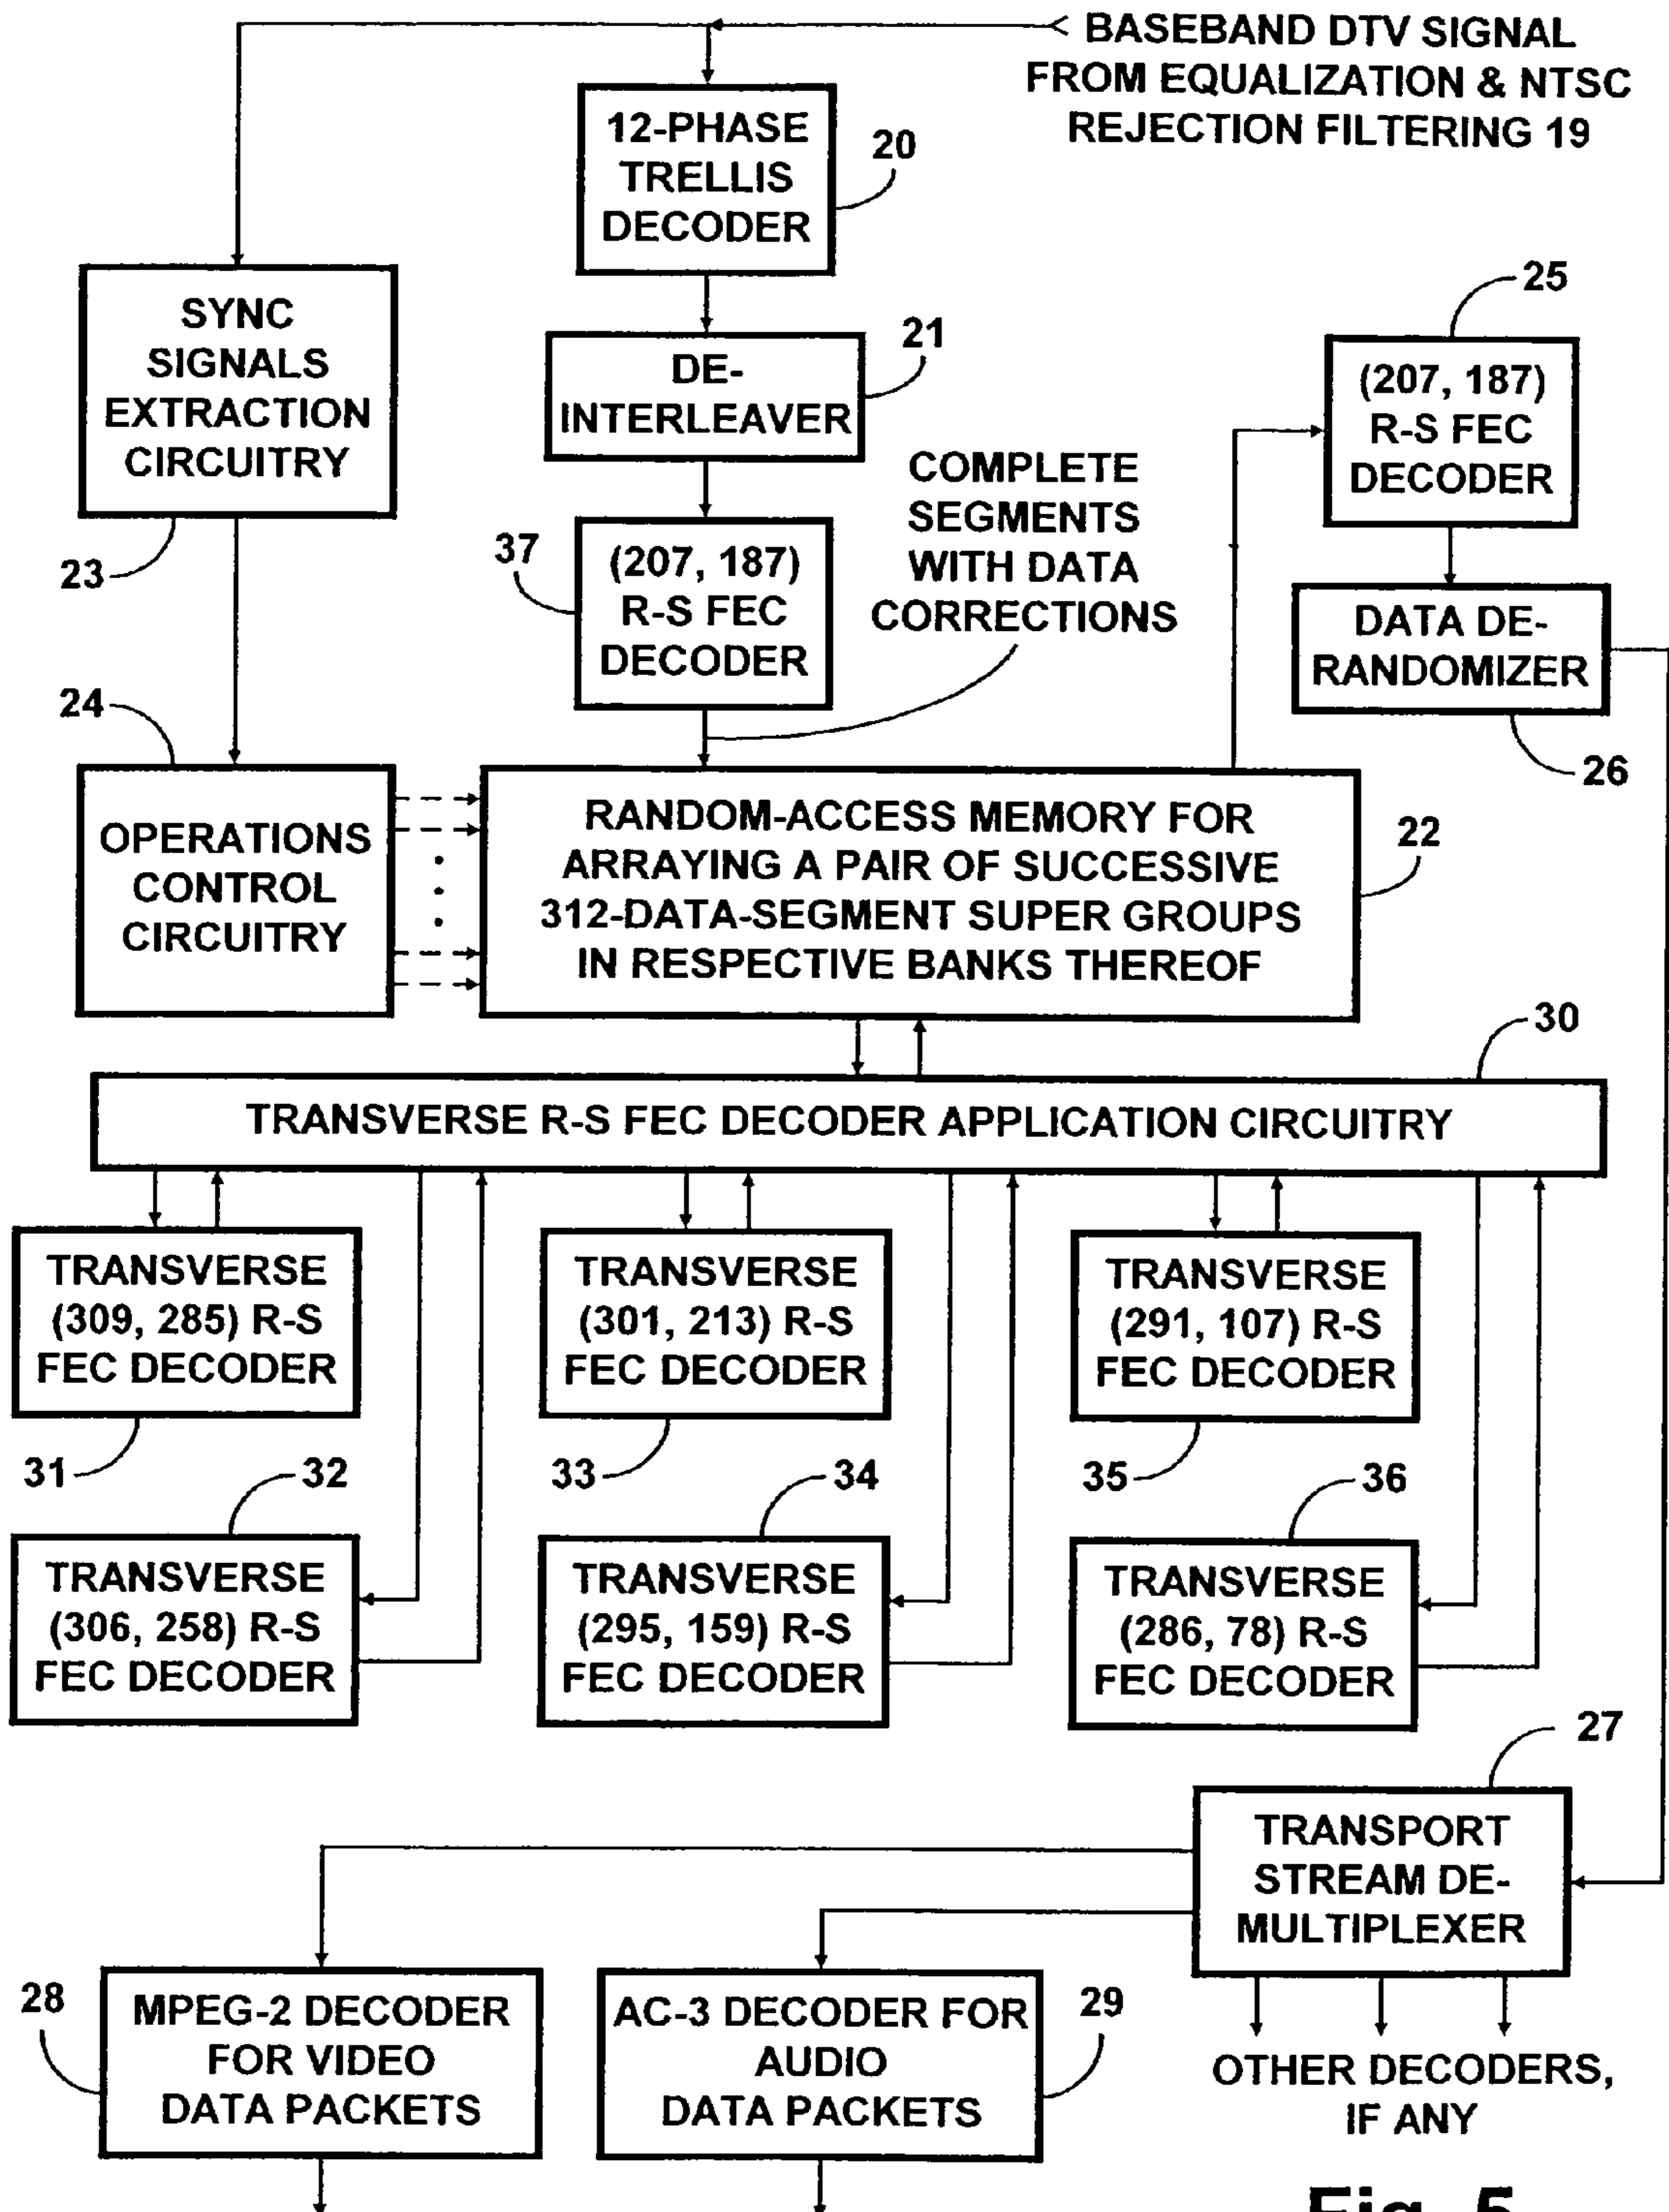 BASEBAND DTV SIGNAL
FROM EQUALIZATION & NTSC
REJECTION FILTERING 19
12-PHASE
TRELLIS
DECODER
20
SYNC
SIGNALS
EXTRACTION
CIRCUITRY
23
DE-
INTERLEAVER
21
25
(207, 187)
R-S FEC
DECODER
COMPLETE
SEGMENTS
WITH DATA
CORRECTIONS
37
(207, 187)
R-S FEC
DECODER
DATA DE-
RANDOMIZER
26
24
OPERATIONS
CONTROL
CIRCUITRY
RANDOM-ACCESS MEMORY FOR
ARRAYING A PAIR OF SUCCESSIVE
312-DATA-SEGMENT SUPER GROUPS
IN RESPECTIVE BANKS THEREOF
22
30
TRANSVERSE R-S FEC DECODER APPLICATION CIRCUITRY
TRANSVERSE
(309, 285) R-S
FEC DECODER
31
TRANSVERSE
(301, 213) R-S
FEC DECODER
33
TRANSVERSE
(291, 107) R-S
FEC DECODER
35
32
TRANSVERSE
(306, 258) R-S
FEC DECODER
34
TRANSVERSE
(295, 159) R-S
FEC DECODER
36
TRANSVERSE
(286, 78) R-S
FEC DECODER
27
TRANSPORT
STREAM DE-
MULTIPLEXER
28
MPEG-2 DECODER
FOR VIDEO
DATA PACKETS
AC-3 DECODER FOR
AUDIO
DATA PACKETS
29
OTHER DECODERS,
IF ANY
Fig. 5